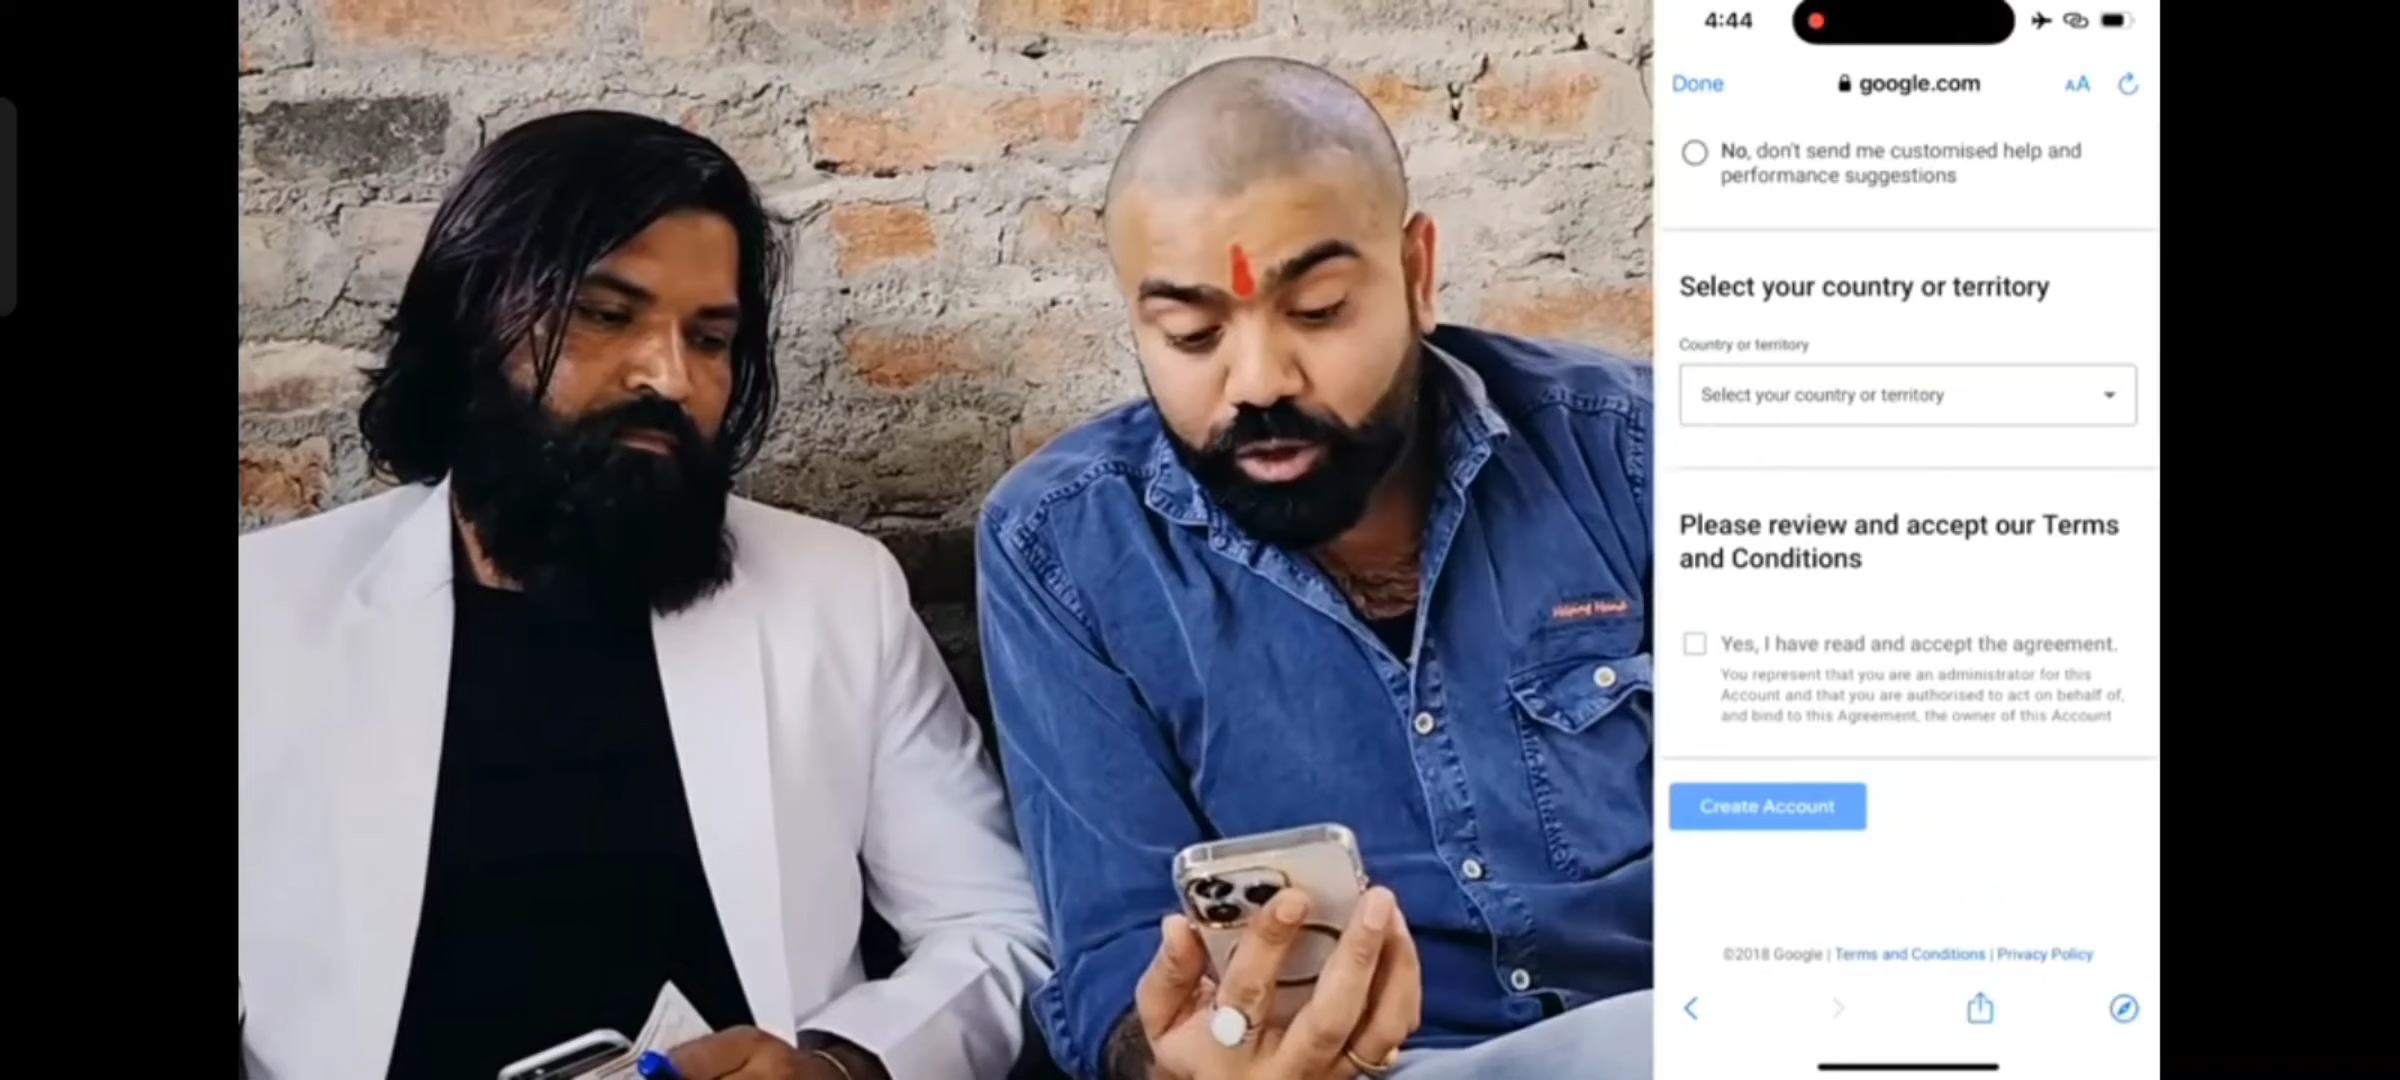 4:44
Done
google.com
AA
No, don't send me customised help and
performance suggestions
Select your country or territory
Country or territory
Select your country or territory
Please review and accept our Terms
and Conditions
Yes, I have read and accept the agreement.
You represent that you are an administrator for this
Account and that you are authorised to act on behalf of,
and bind to this Agreement, the owner of this Account
Create Account
©2018 Google | Terms and Conditions | Privacy Policy
Helping Hands